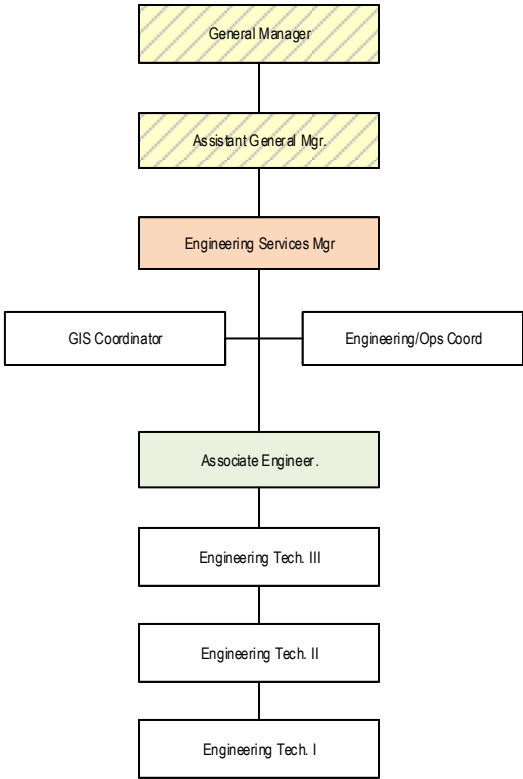 General Manager
Assistant General Mgr.
Engineering Services Mgr
GIS Coordinator
Engineering/Ops Coord
Associate Engineer.
Engineering Tech. III
Engineering Tech. II
Engineering Tech. I